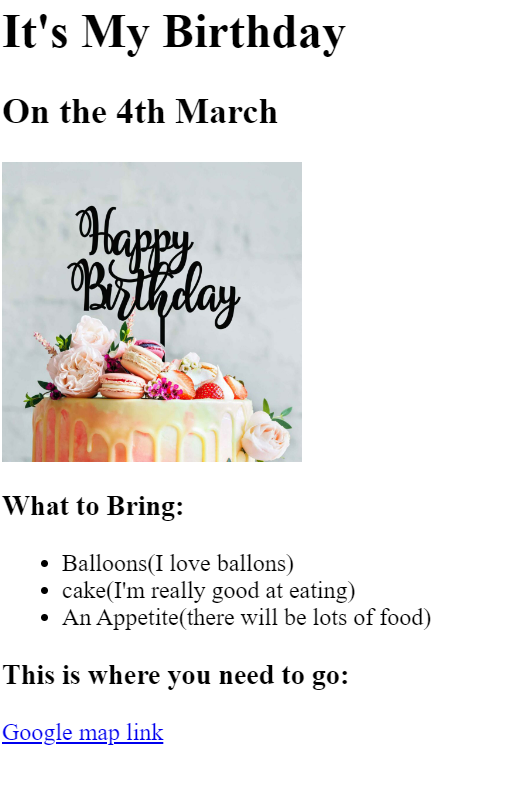 It's My Birthday
On the 4th March
Happy
Birthday
What to Bring:
Balloons(I love ballons)
cake(I'm really good at eating)
An Appetite(there will be lots of food)
This is where you need to go:
Google map link